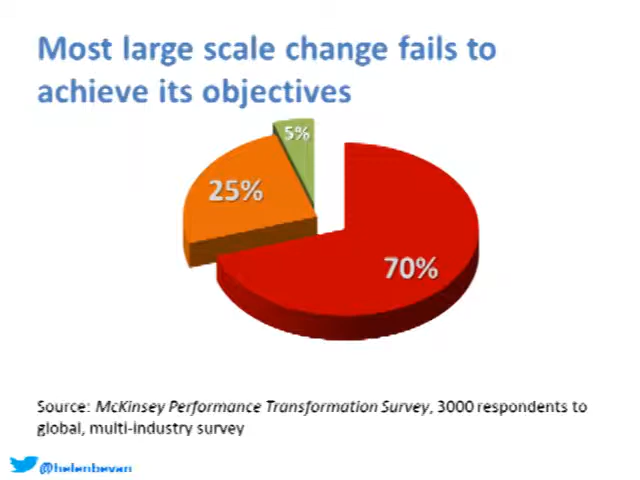 Most large scale change fails to
achieve its objectives
5%
25%
70%
Source: McKinsey Performance Transformation Survey, 3000 respondents to
global, multi-industry survey
@helenbevan